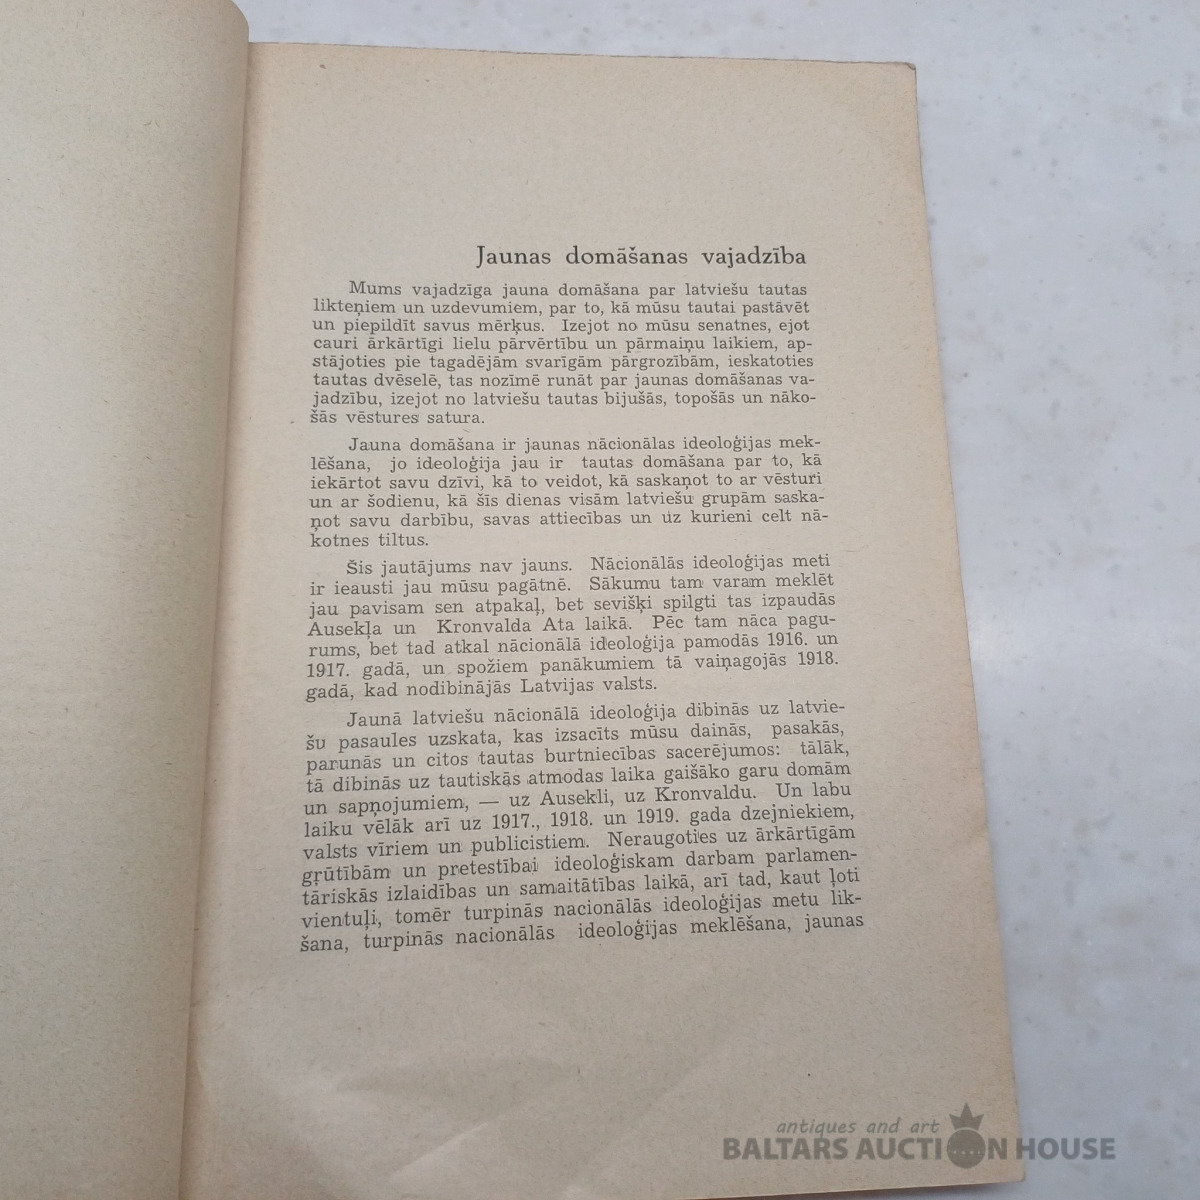 Jaunas domāšanas vajadzība
Mums vajadzīga jauna domāšana par latviešu tautas
likteņiem un uzdevumiem, par to, kā mūsu tautai pastāvēt
un piepildīt savus mērķus. Izejot no mūsu senatnes, ejot
cauri ārkārtīgi lielu pārvērtību un pārmaiņu laikiem, ap-
stājoties pie tagadējām svarīgām pārgrozībām, ieskatoties
tautas dvēselē, tas nozīmē runāt par jaunas domāšanas va-
jadzību, izejot no latviešu tautas bijušās, topošās un nāko-
šās vēstures satura.
Jauna domāšana ir jaunas nācionālas ideoloģijas mek-
lēšana, jo ideoloģija jau ir tautas domāšana par to, kā
iekārtot savu dzīvi, kā to veidot, kā saskaņot to ar vēsturi
un ar šodienu, kā šīs dienas visām latviešu grupām saska-
ņot savu darbību, savas attiecības un uz kurieni celt nā-
kotnes tiltus.
Šis jautājums nav jauns. Nācionālās ideoloģijas meti
ir ieausti jau mūsu pagātnē. Sākumu tam varam meklēt
jau pavisam sen atpakaļ, bet sevišķi spilgti tas izpaudās
Ausekļa un Kronvalda Ata laikā. Pēc tam nāca pagu-
rums, bet tad atkal nācionālā ideoloģija pamodās 1916. un
1917. gadā, un spožiem panākumiem tā vaiņagojās 1918.
gadā, kad nodibinājās Latvijas valsts.
Jaunā latviešu nācionālā ideoloģija dibinās uz latvie-
šu pasaules uzskata, kas izsacīts mūsu dainās, pasakās,
parunās un citos tautas burtniecības sacerējumos: tālāk,
tā dibinās uz tautiskās atmodas laika gaišāko garu domām
un sapņojumiem, — uz Ausekli, uz Kronvaldu. Un labu
laiku vēlāk arī uz 1917., 1918. un 1919. gada dzejniekiem,
valsts vīriem un publicistiem. Neraugoties uz ārkārtīgām
gŗūtībām un pretestībai ideoloģiskam darbam parlamen-
tāriskās izlaidības un samaitātības laikā, arī tad, kaut ļoti
vientuļi, tomēr turpinās nacionālās ideoloģijas metu lik-
šana, turpinās nacionālās ideoloģijas meklēšana, jaunas
antiques and art
BALTARS AUCTION HOUSE